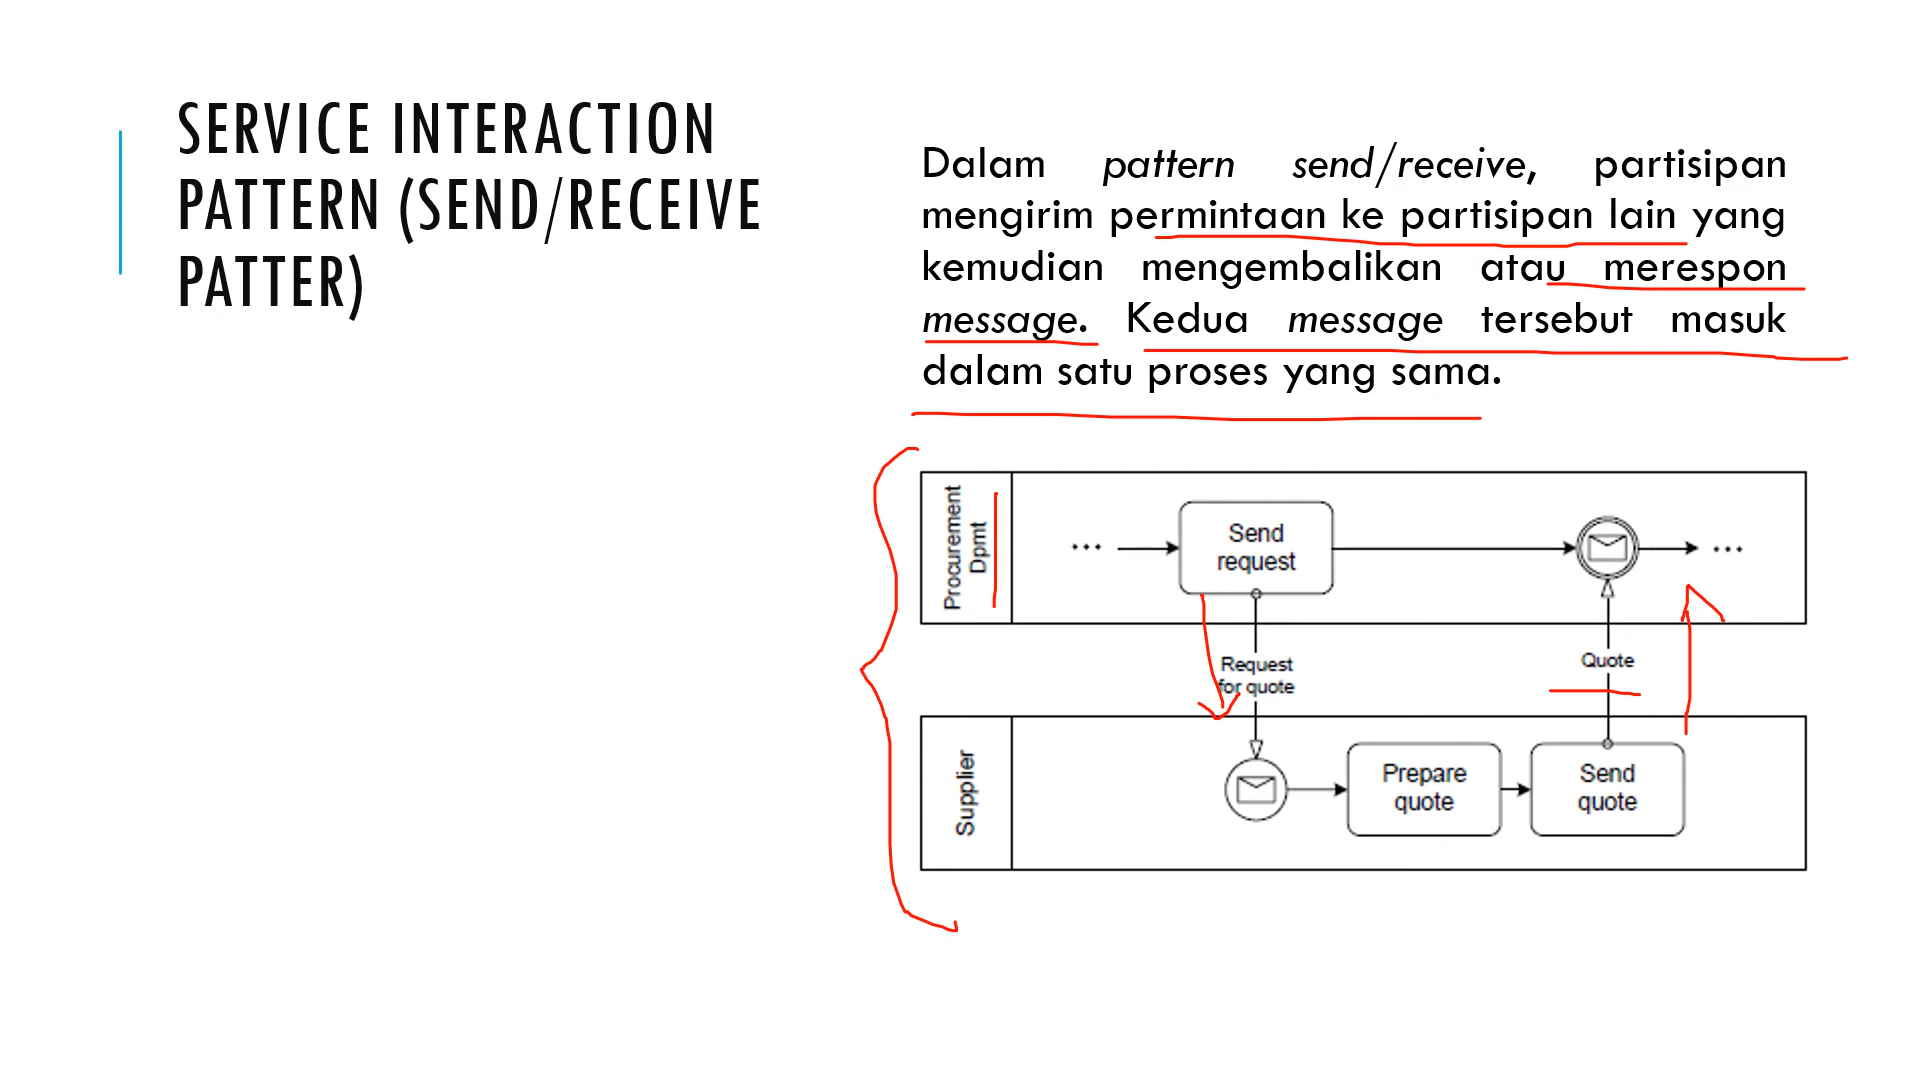 SERVICE INTERACTION
PATTERN (SEND/RECEIVE
PATTER)
Dalam pattern send/receive, partisipan
mengirim permintaan ke partisipan lain yang
kemudian mengembalikan atau merespon
message. Kedua message tersebut masuk
dalam satu proses yang sama.
Procurement
Dpmt
...
Send
request
...
Request
for quote
Quote
Supplier
Prepare
quote
Send
quote